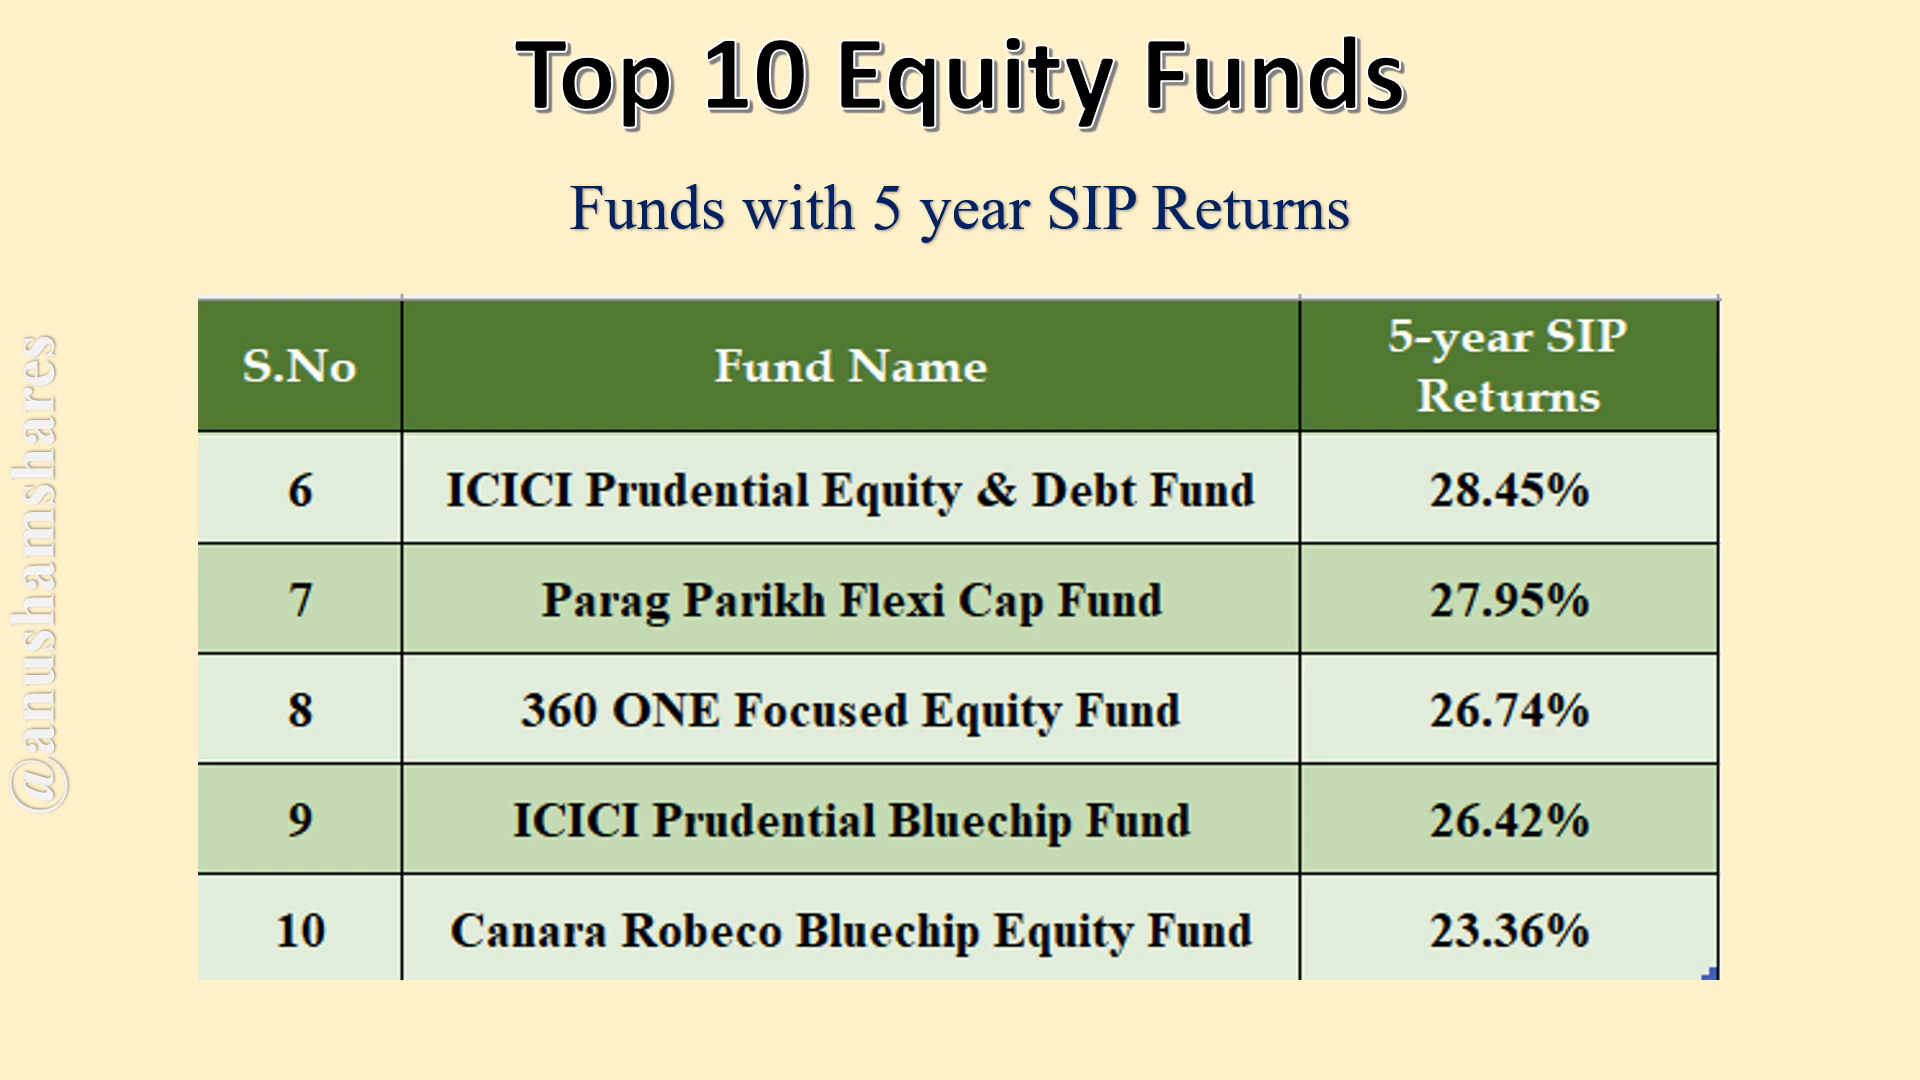 Top 10 Equity Funds
Funds with 5 year SIP Returns
S.No Fund Name 5-year SIP Returns
6 ICICI Prudential Equity & Debt Fund 28.45%
7 Parag Parikh Flexi Cap Fund 27.95%
8 360 ONE Focused Equity Fund 26.74%
9 ICICI Prudential Bluechip Fund 26.42%
10 Canara Robeco Bluechip Equity Fund 23.36%
@anushamshares